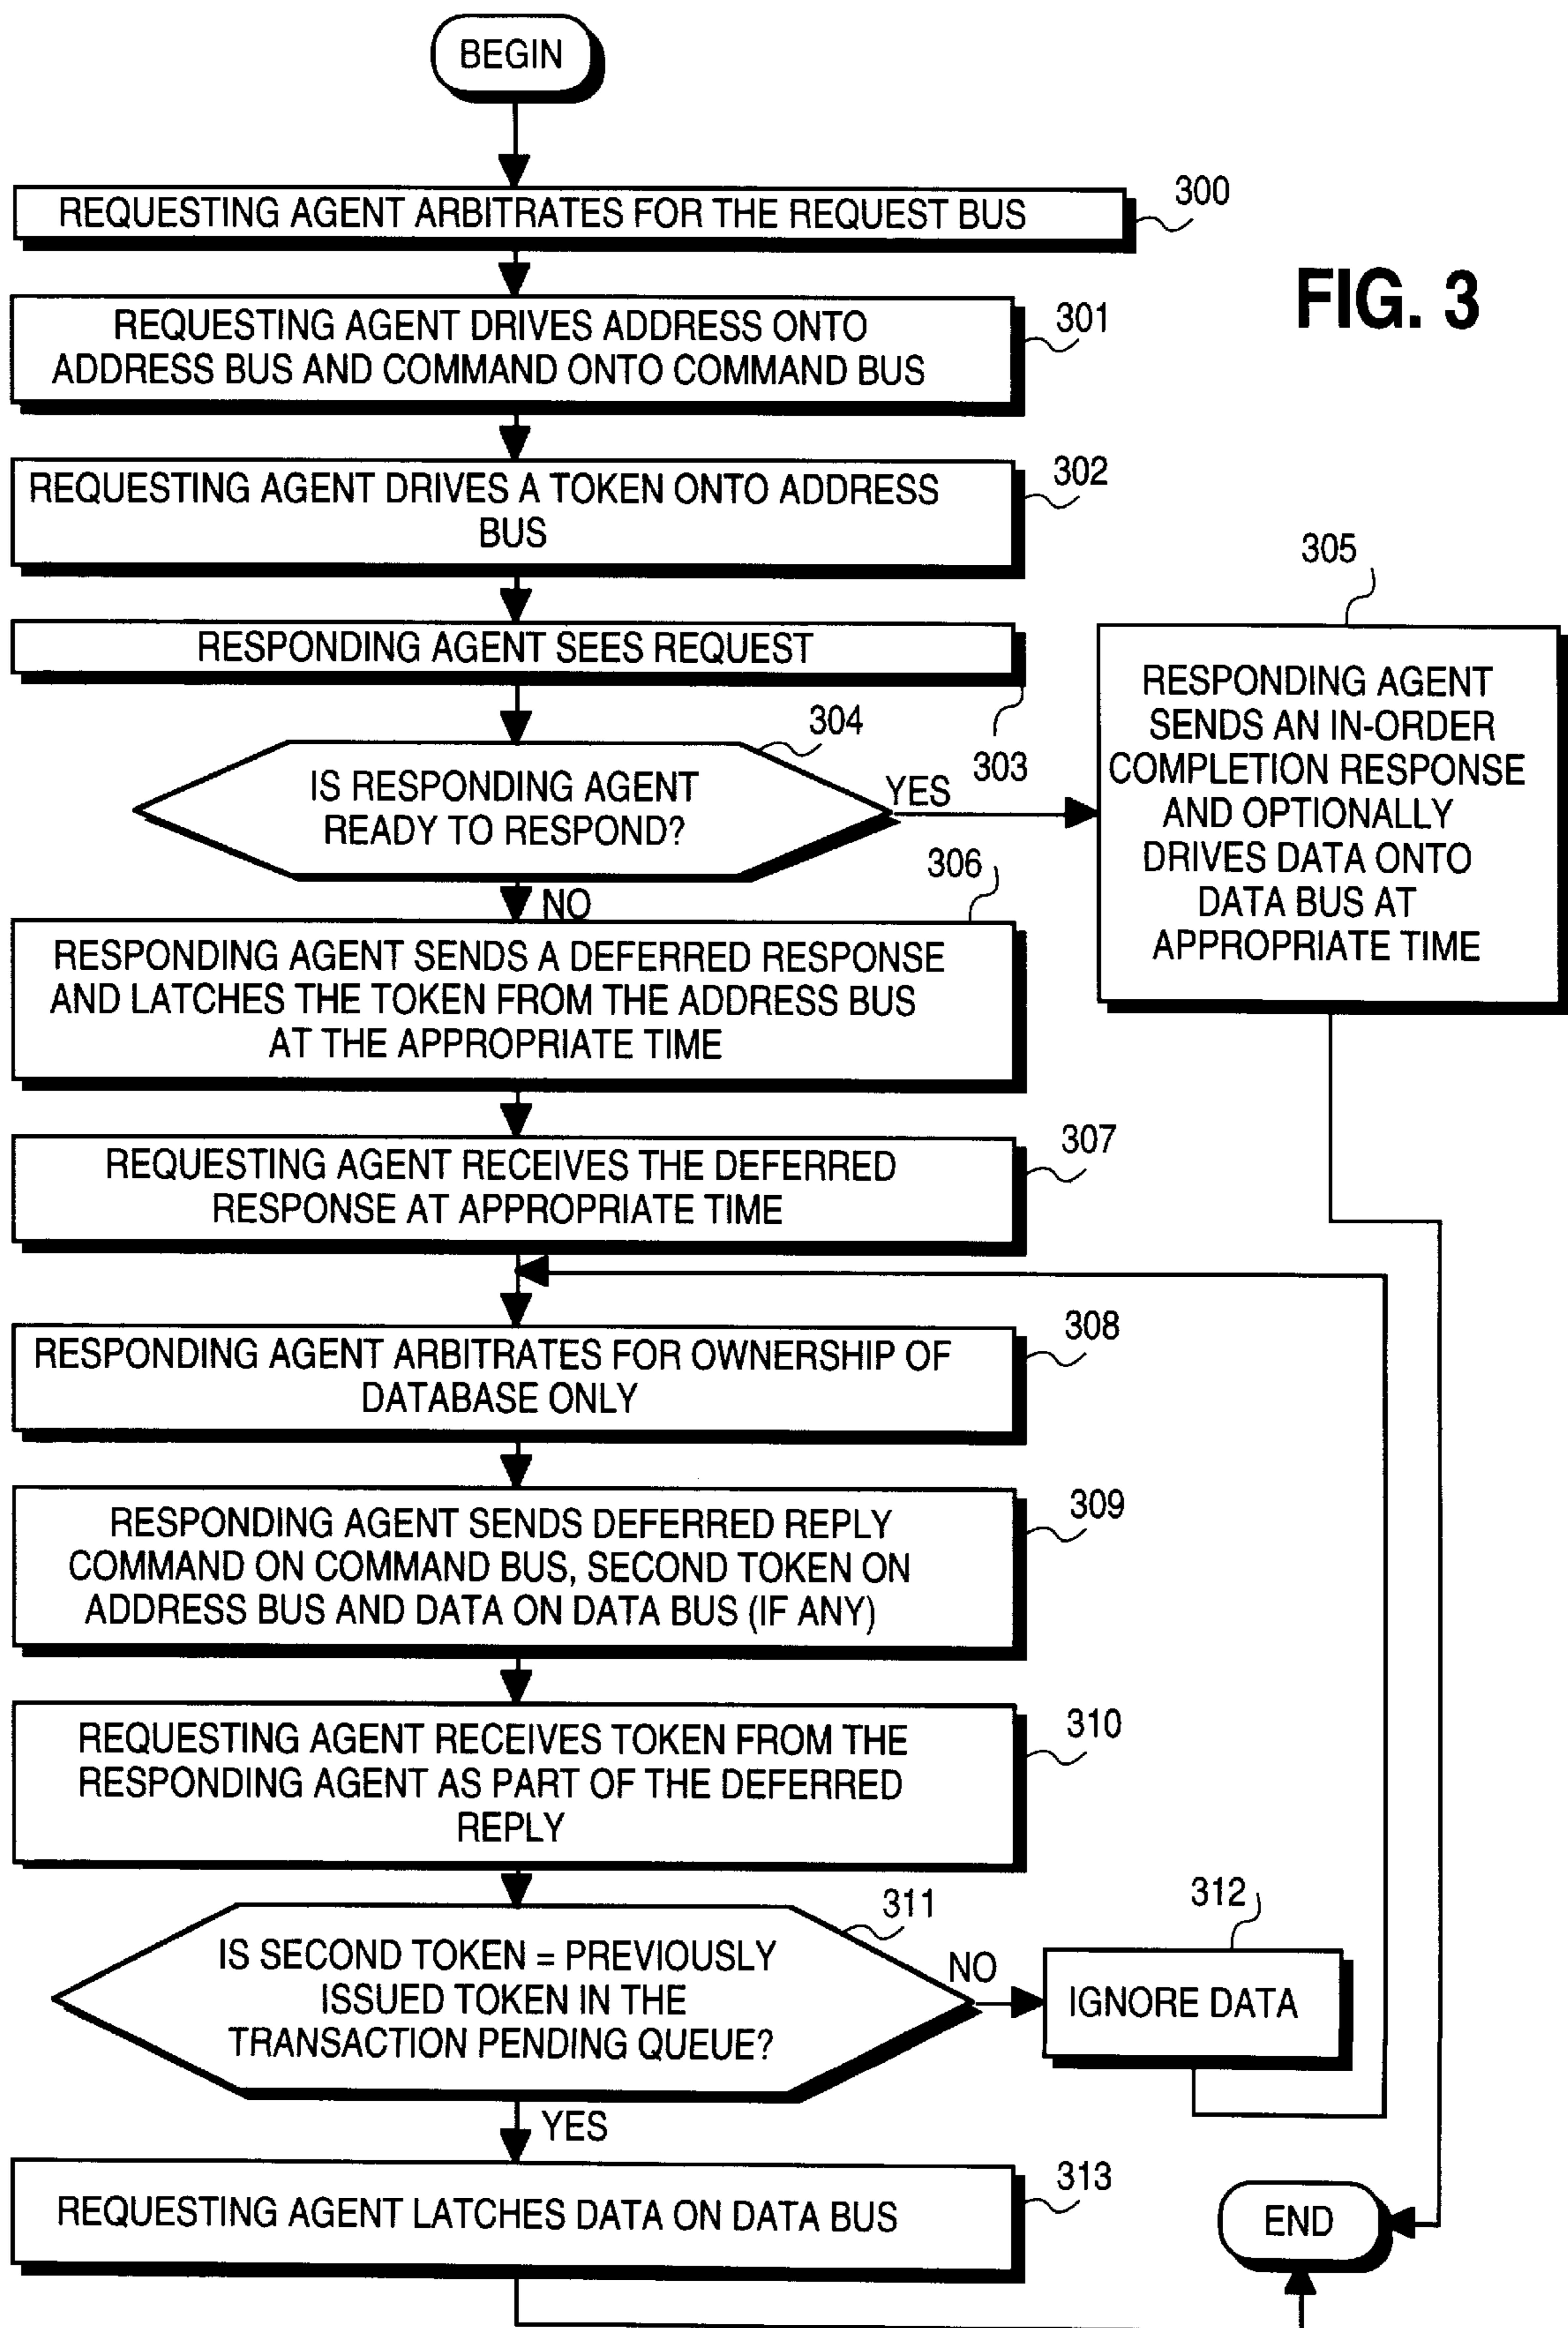 BEGIN
REQUESTING AGENT ARBITRATES FOR THE REQUEST BUS
300
FIG. 3
REQUESTING AGENT DRIVES ADDRESS ONTO
ADDRESS BUS AND COMMAND ONTO COMMAND BUS
301
REQUESTING AGENT DRIVES A TOKEN ONTO ADDRESS
BUS
302
RESPONDING AGENT SEES REQUEST
303
IS RESPONDING AGENT
READY TO RESPOND?
304
YES
NO
305
RESPONDING AGENT
SENDS AN IN-ORDER
COMPLETION RESPONSE
AND OPTIONALLY
DRIVES DATA ONTO
DATA BUS AT
APPROPRIATE TIME
306
RESPONDING AGENT SENDS A DEFERRED RESPONSE
AND LATCHES THE TOKEN FROM THE ADDRESS BUS
AT THE APPROPRIATE TIME
REQUESTING AGENT RECEIVES THE DEFERRED
RESPONSE AT APPROPRIATE TIME
307
RESPONDING AGENT ARBITRATES FOR OWNERSHIP OF
DATABASE ONLY
308
RESPONDING AGENT SENDS DEFERRED REPLY
COMMAND ON COMMAND BUS, SECOND TOKEN ON
ADDRESS BUS AND DATA ON DATA BUS (IF ANY)
309
REQUESTING AGENT RECEIVES TOKEN FROM THE
RESPONDING AGENT AS PART OF THE DEFERRED
REPLY
310
IS SECOND TOKEN = PREVIOUSLY
ISSUED TOKEN IN THE
TRANSACTION PENDING QUEUE?
311
NO
312
IGNORE DATA
YES
REQUESTING AGENT LATCHES DATA ON DATA BUS
313
END